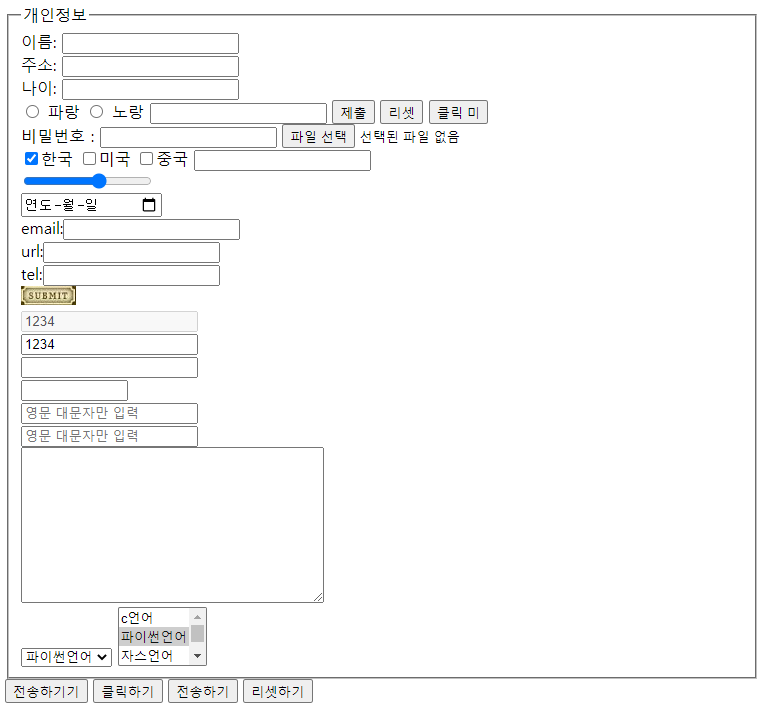 개인정보
이름:
주소:
나이:
파랑 노랑 제출 리셋 클릭 미
비밀번호 : 파일 선택 선택된 파일 없음
한국 미국 중국
연도-월-일
email:
url:
tel:
SUBMIT
1234
1234
영문 대문자만 입력
영문 대문자만 입력
c언어
파이썬언어
파이썬언어 자스언어
전송하기기 클릭하기 전송하기 리셋하기